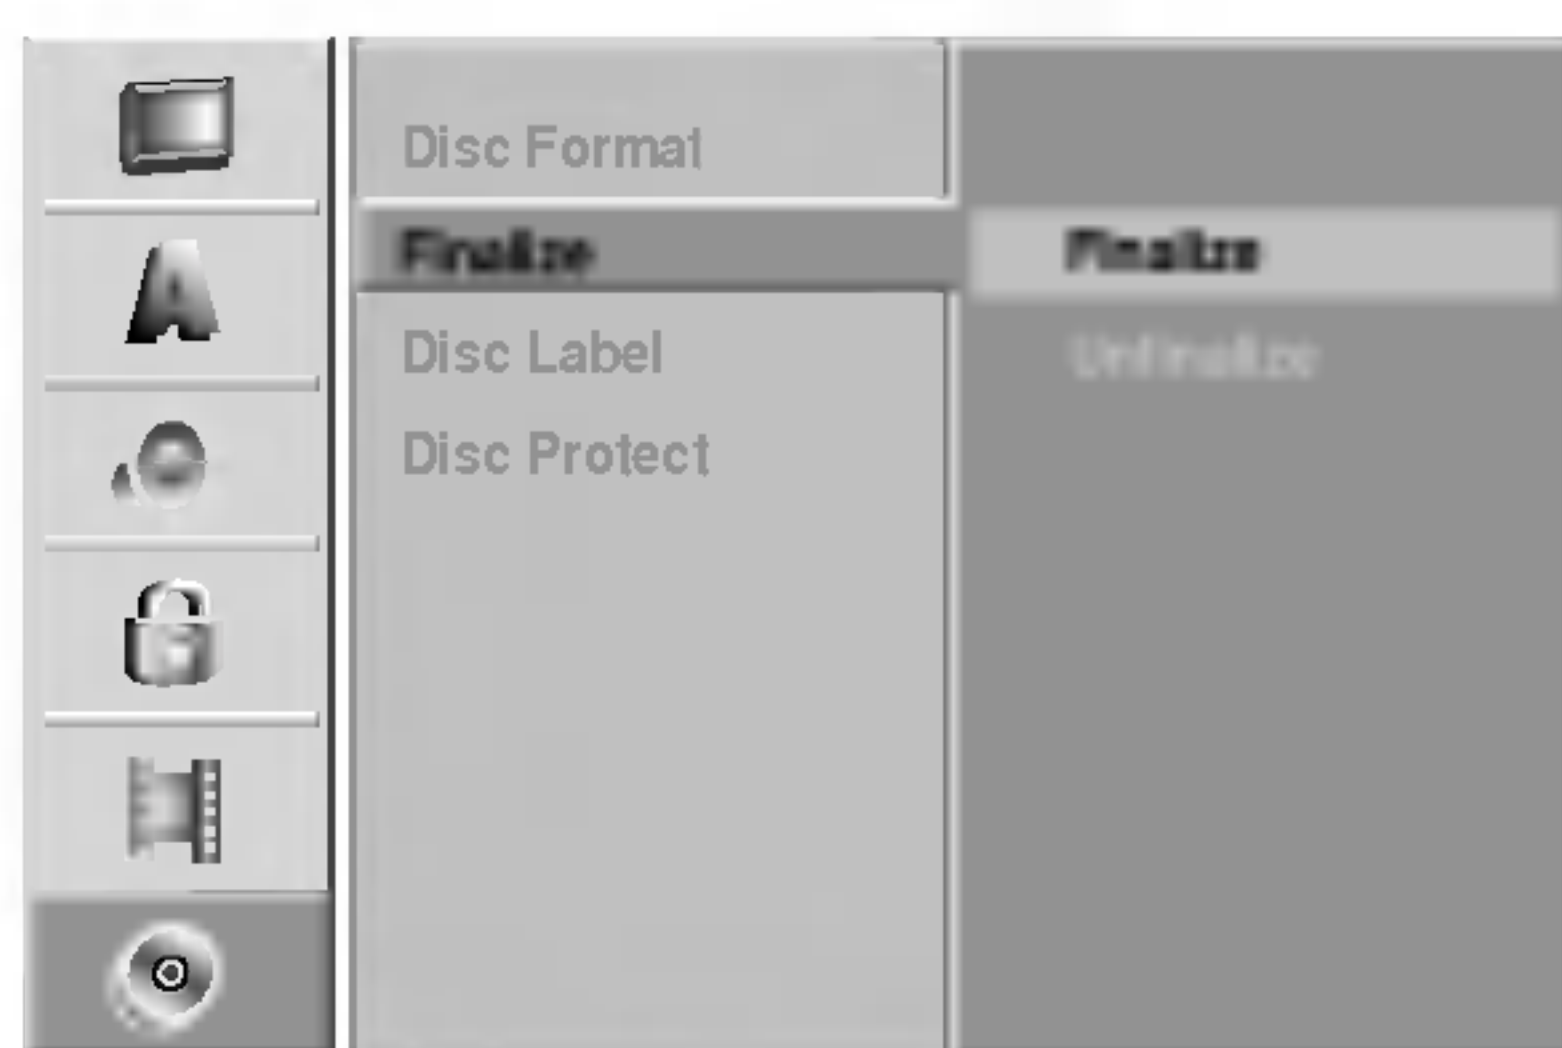 Disc Format
Finalize
Finalize
Disc Label
Unfinalize
Disc Protect